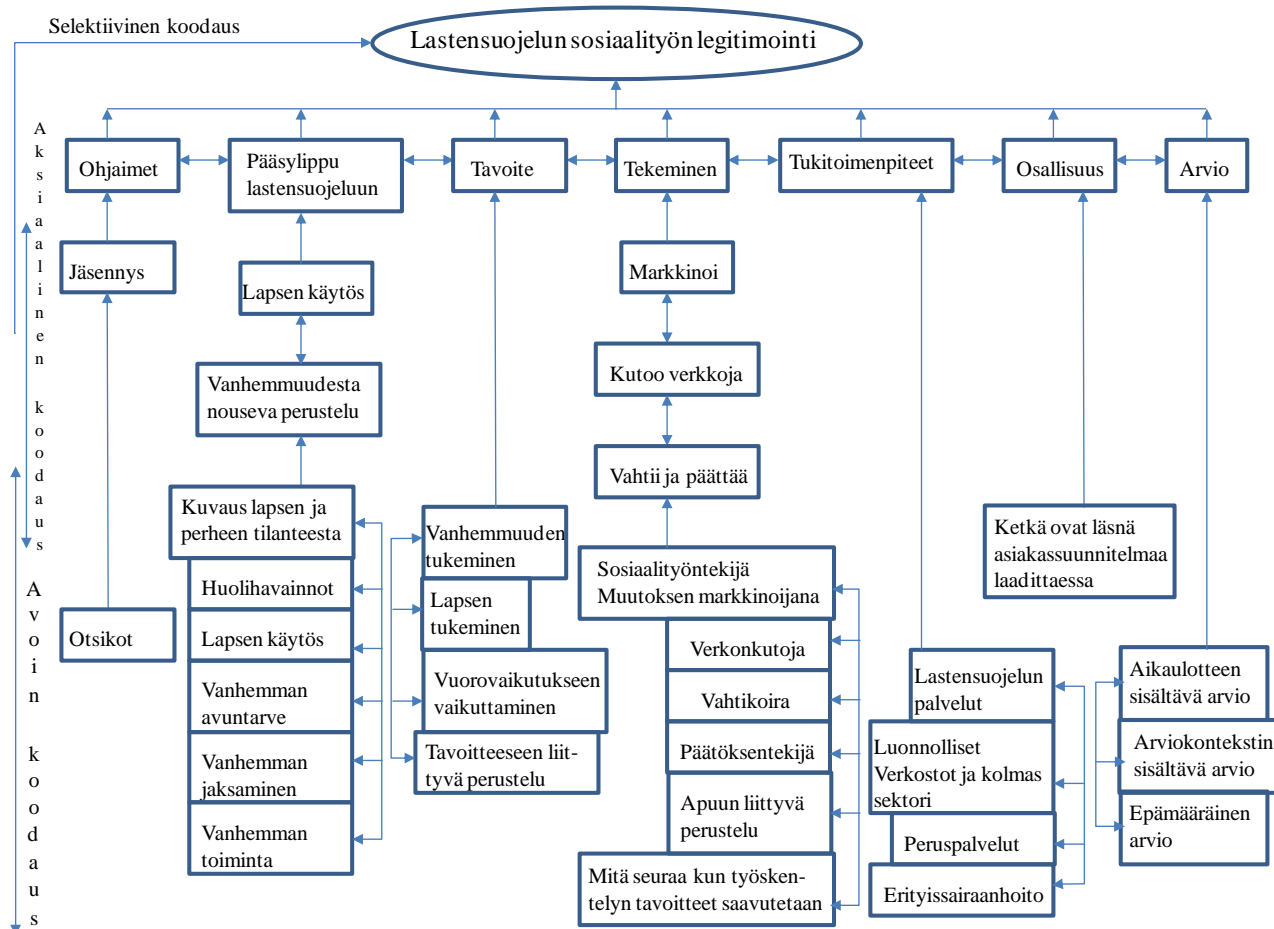 Selektiivinen koodaus
Lastensuojelun sosiaalityön legitimointi
Aksiaalinen koodaus
Ohjaimet
Pääsylippu
lastensuojeluun
Tavoite
Tekeminen
Tukitoimenpiteet
Osallisuus
Arvio
Jäsennys
Lapsen käytös
Markkinoi
Vanhemmuudesta
nouseva perustelu
Kutoo verkkoja
Vahtii ja päättää
Avoin koodaus
Otsikot
Kuvaus lapsen ja
perheen tilanteesta
Huolihavainnot
Lapsen käytös
Vanhemman
avuntarve
Vanhemman
jaksaminen
Vanhemman
toiminta
Vanhemmuuden
tukeminen
Lapsen
tukeminen
Vuorovaikutukseen
vaikuttaminen
Tavoitteeseen liit-
tyvä perustelu
Sosiaalityöntekijä
Muutoksen markkinoijana
Verkonkutoja
Vahtikoira
Päätöksentekijä
Apuun liittyvä
perustelu
Mitä seuraa kun työsken-
telyn tavoitteet saavutetaan
Lastensuojelun
palvelut
Luonnolliset
Verkostot ja kolmas
sektori
Peruspalvelut
Erityissairaanhoito
Ketkä ovat läsnä
asiakassuunnitelmaa
laadittaessa
Aikaulotteen
sisältävä arvio
Arviokontekstin
sisältävä arvio
Epämääräinen
arvio